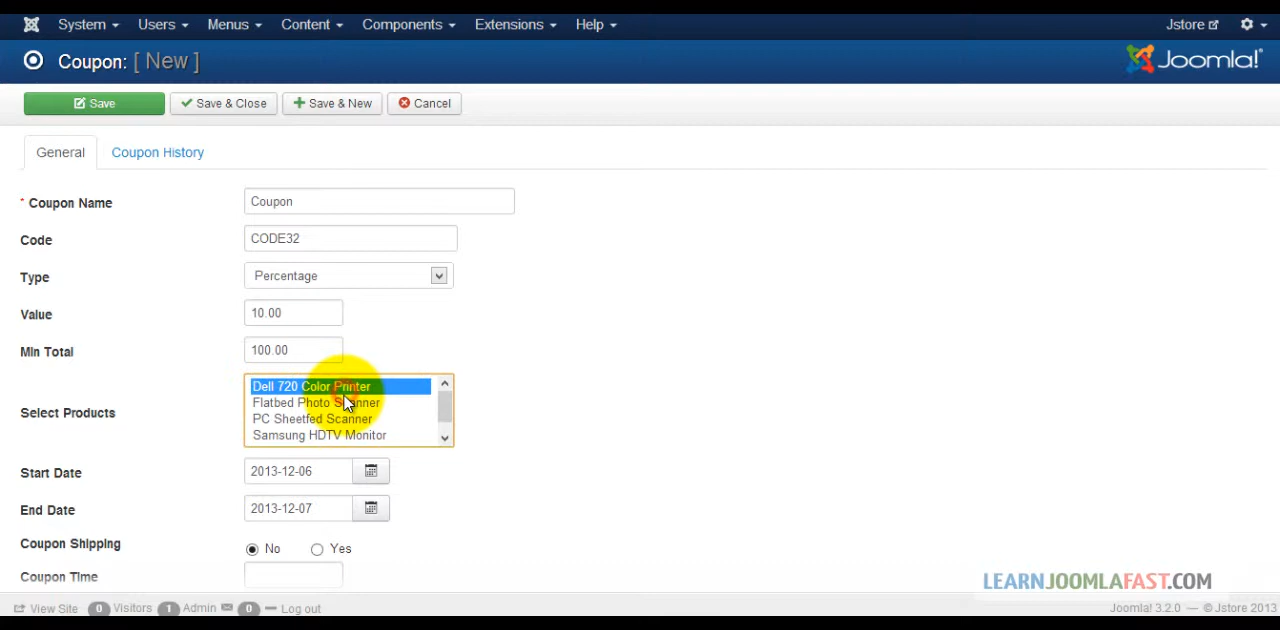 System Users Menus Content Components Extensions Help Jstore
Coupon: [ New ] Joomla!®
Save Save & Close Save & New Cancel
General Coupon History
* Coupon Name Coupon
Code CODE32
Type Percentage
Value 10.00
Min Total 100.00
Select Products
Dell 720 Color Printer
Flatbed Photo Scanner
PC Sheetfed Scanner
Samsung HDTV Monitor
Start Date 2013-12-06
End Date 2013-12-07
Coupon Shipping No Yes
Coupon Time
LEARNJOOMLAFAST.COM
View Site 0 Visitors 1 Admin 0 Log out Joomla! 3.2.0 — © Jstore 2013